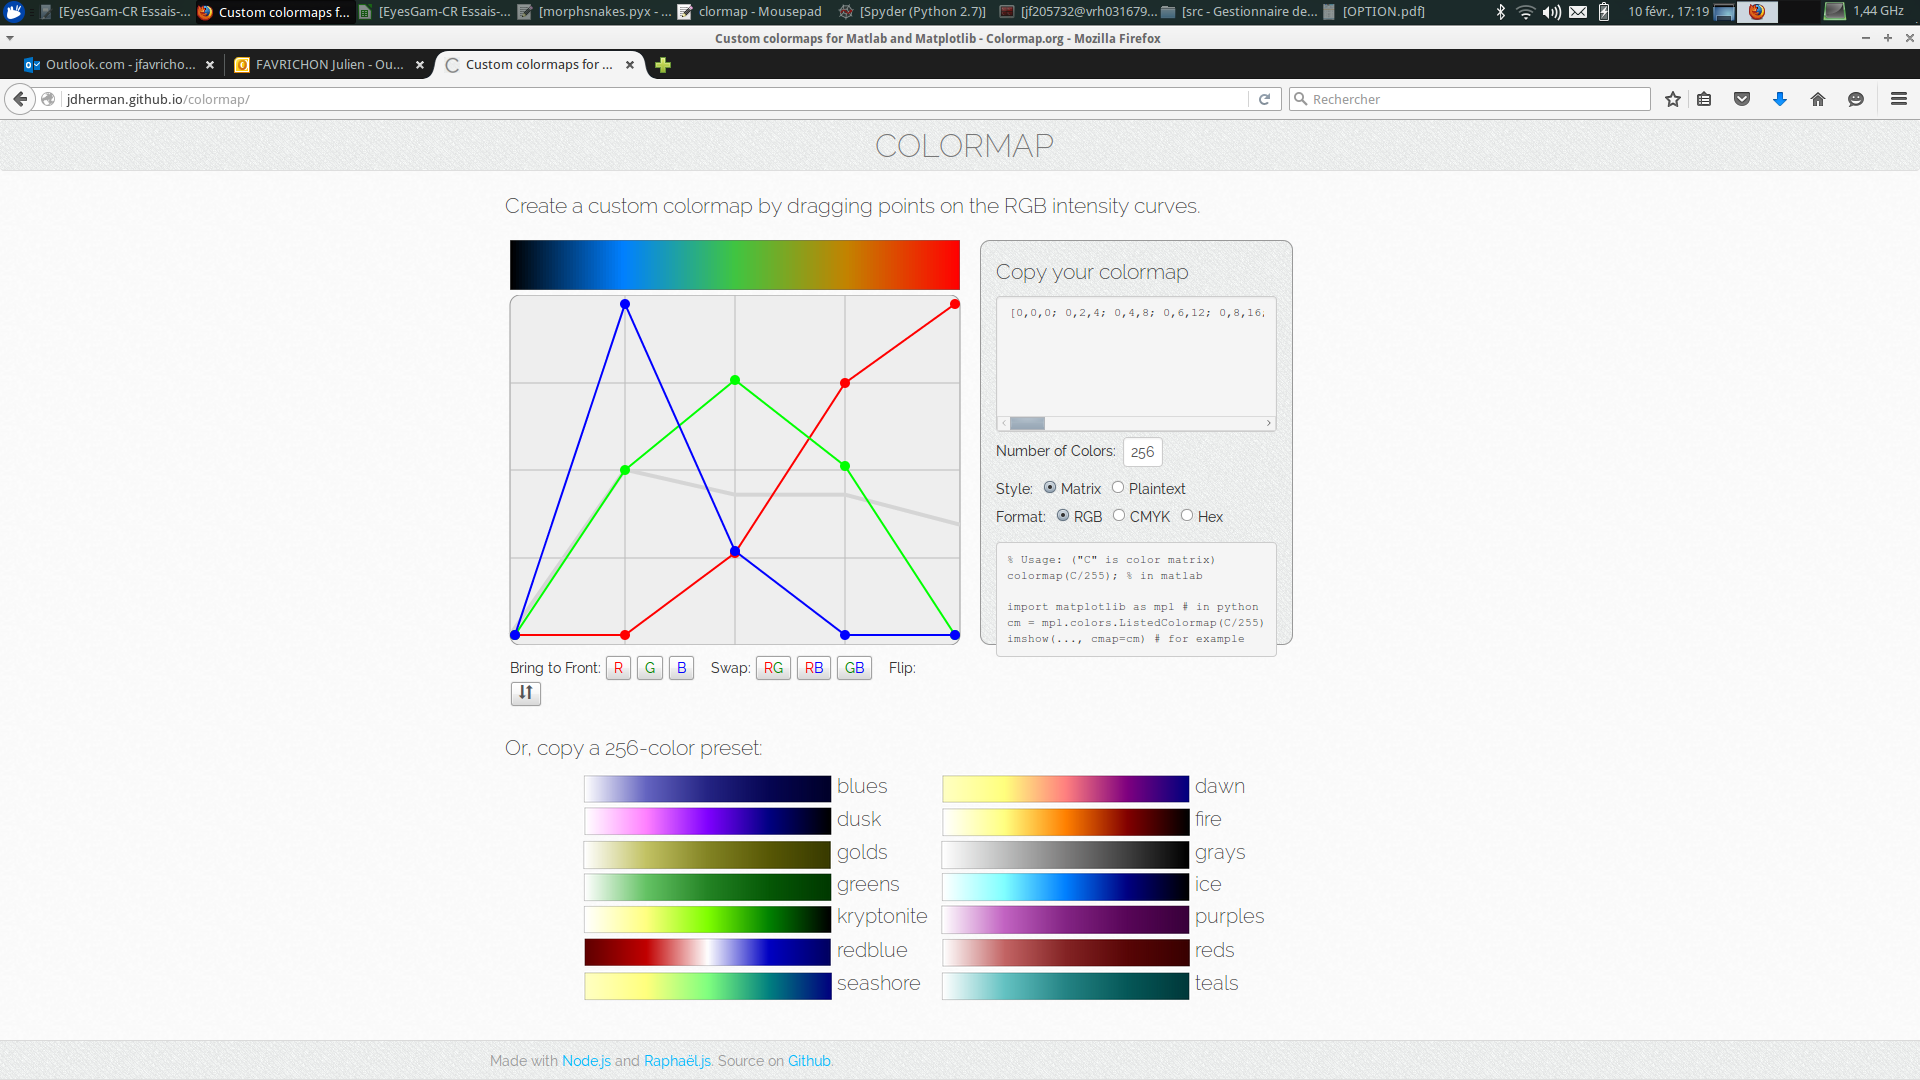 [EyesGam-CR Essais-... Custom colormaps f... [EyesGam-CR Essais-... [morphsnakes.pyx - ... clormap - Mousepad [Spyder (Python 2.7)] [jf205732@vrh031679... [src - Gestionnaire de... [OPTION.pdf] 10 févr., 17:19 1,44 GHz
Custom colormaps for Matlab and Matplotlib - Colormap.org - Mozilla Firefox
Outlook.com - jfavricho... FAVRICHON Julien - Ou... Custom colormaps for ...
jdherman.github.io/colormap/ Rechercher
COLORMAP
Create a custom colormap by dragging points on the RGB intensity curves.
Copy your colormap
[0,0,0; 0,2,4; 0,4,8; 0,6,12; 0,8,16;
Number of Colors: 256
Style: Matrix Plaintext
Format: RGB CMYK Hex
% Usage: ("C" is color matrix)
colormap(C/255); % in matlab
import matplotlib as mpl # in python
cm = mpl.colors.ListedColormap(C/255)
imshow(..., cmap=cm) # for example
Bring to Front: R G B Swap: RG RB GB Flip:
Or, copy a 256-color preset:
blues dawn
dusk fire
golds grays
greens ice
kryptonite purples
redblue reds
seashore teals
Made with Node.js and Raphaël.js. Source on Github.